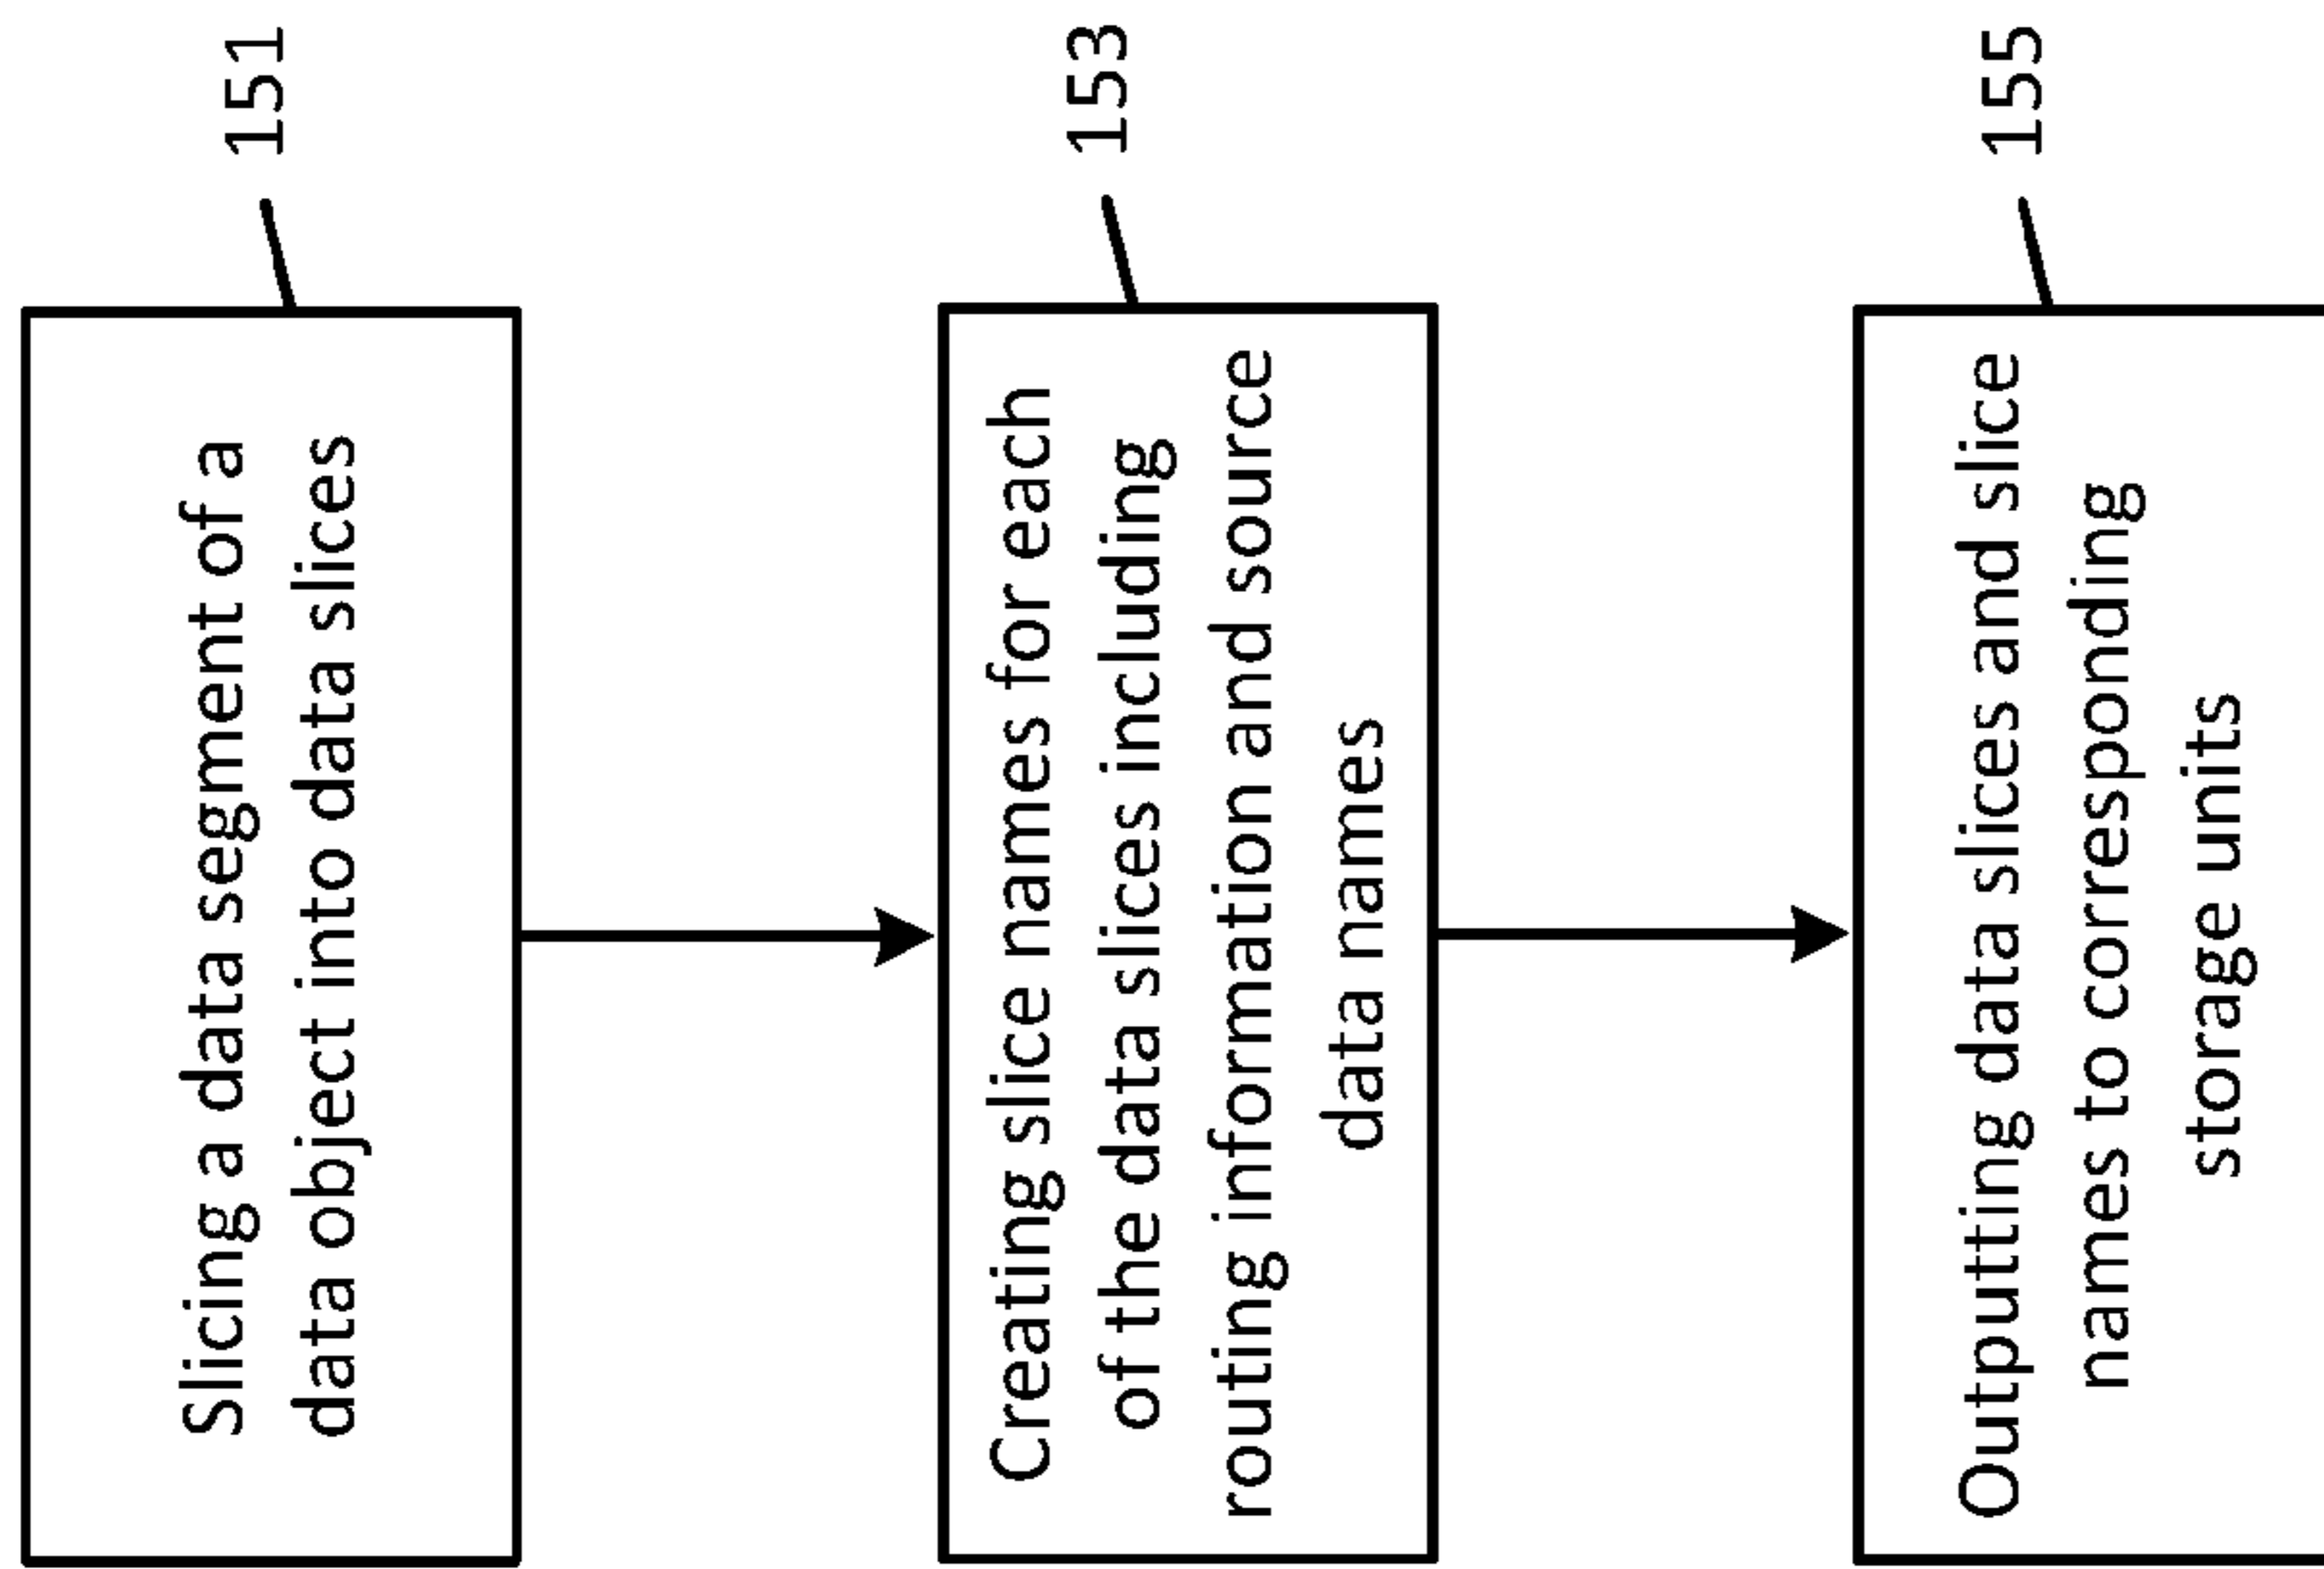 Slicing a data segment of a
data object into data slices
151
Creating slice names for each
of the data slices including
routing information and source
data names
153
Outputting data slices and slice
names to corresponding
storage units
155